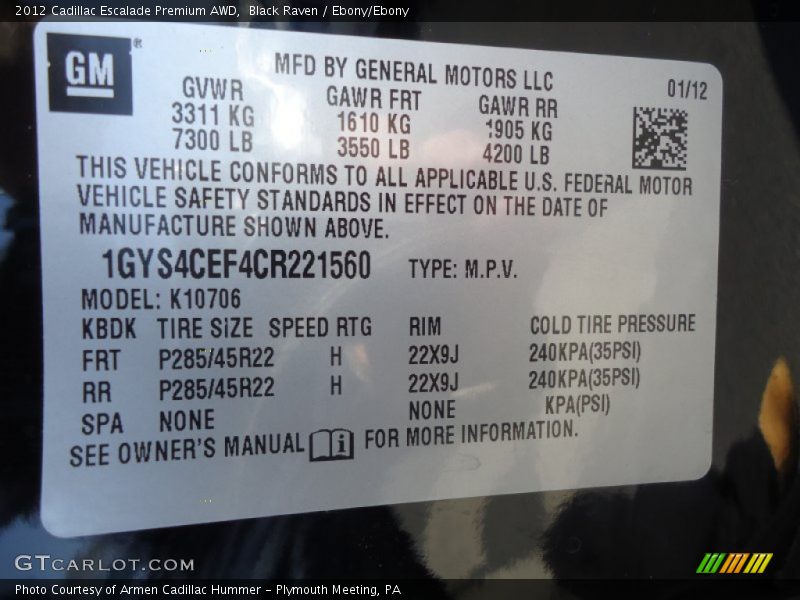 2012 Cadillac Escalade Premium AWD, Black Raven / Ebony/Ebony
GM ®
MFD BY GENERAL MOTORS LLC
01/12
GVWR GAWR FRT GAWR RR
3311 KG 1610 KG 1905 KG
7300 LB 3550 LB 4200 LB
THIS VEHICLE CONFORMS TO ALL APPLICABLE U.S. FEDERAL MOTOR
VEHICLE SAFETY STANDARDS IN EFFECT ON THE DATE OF
MANUFACTURE SHOWN ABOVE.
1GYS4CEF4CR221560 TYPE: M.P.V.
MODEL: K10706
KBDK TIRE SIZE SPEED RTG RIM COLD TIRE PRESSURE
FRT P285/45R22 H 22X9J 240KPA(35PSI)
RR P285/45R22 H 22X9J 240KPA(35PSI)
SPA NONE NONE KPA(PSI)
SEE OWNER'S MANUAL i FOR MORE INFORMATION.
GTCARLOT.COM
Photo Courtesy of Armen Cadillac Hummer - Plymouth Meeting, PA